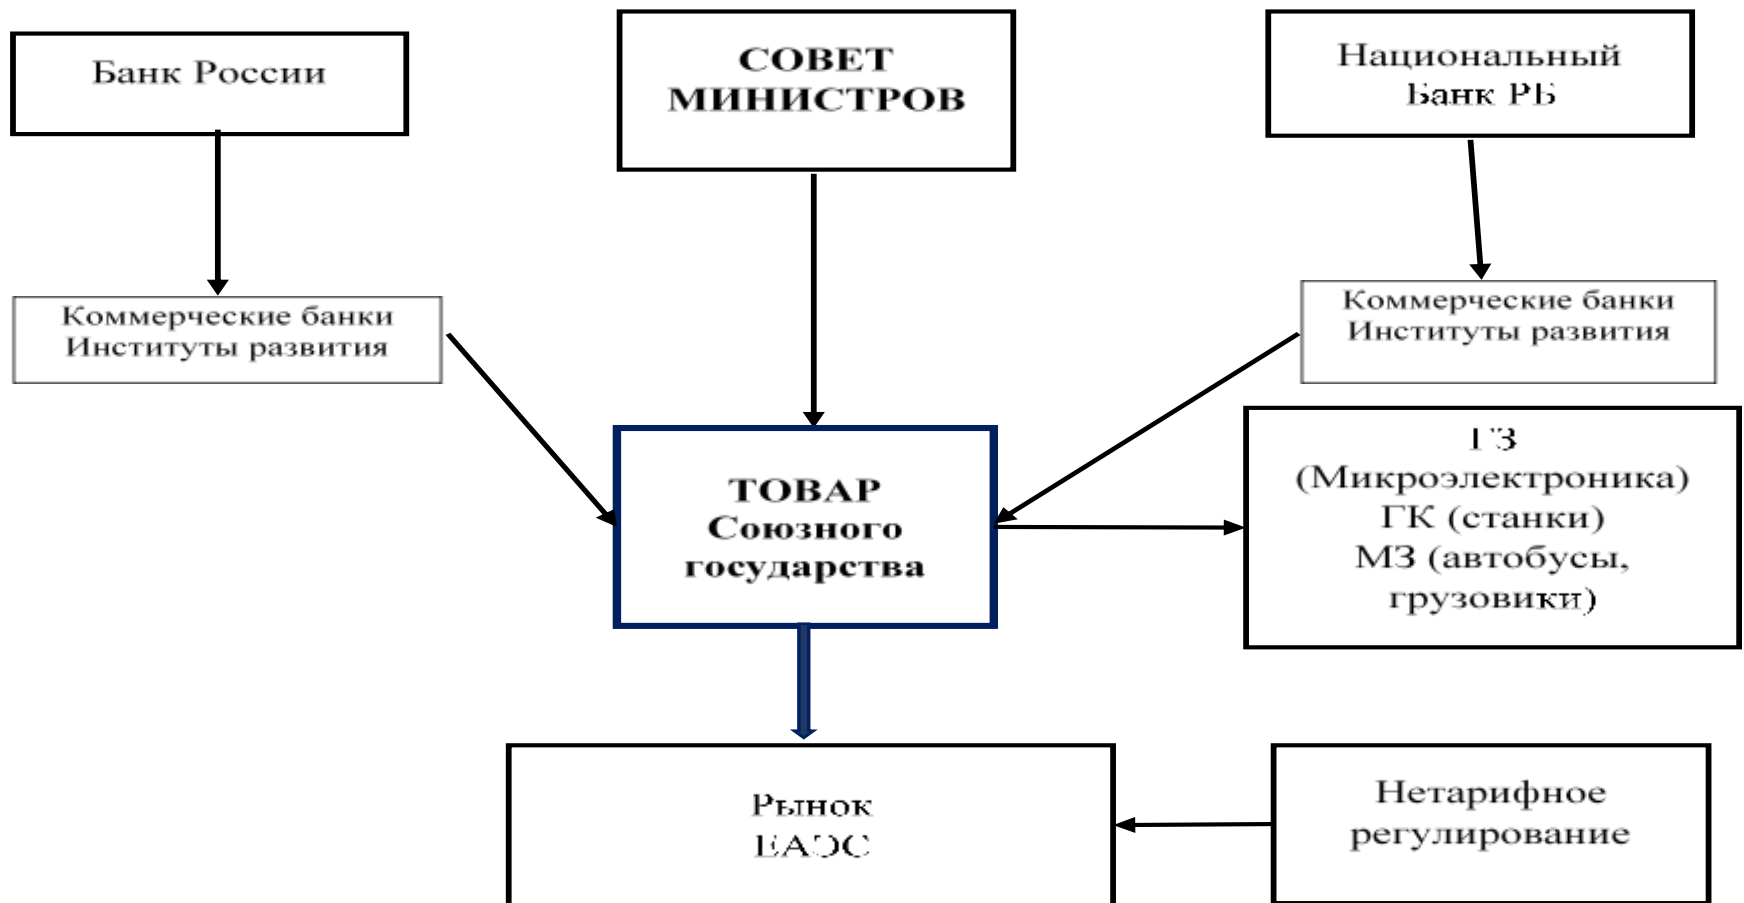 Банк России
СОВЕТ
МИНИСТРОВ
Национальный
Банк РБ
Коммерческие банки
Институты развития
Коммерческие банки
Институты развития
ТОВАР
Союзного
государства
ГЗ
(Микроэлектроника)
ГК (станки)
МЗ (автобусы,
грузовики)
Рынок
ЕАЭС
Нетарифное
регулирование